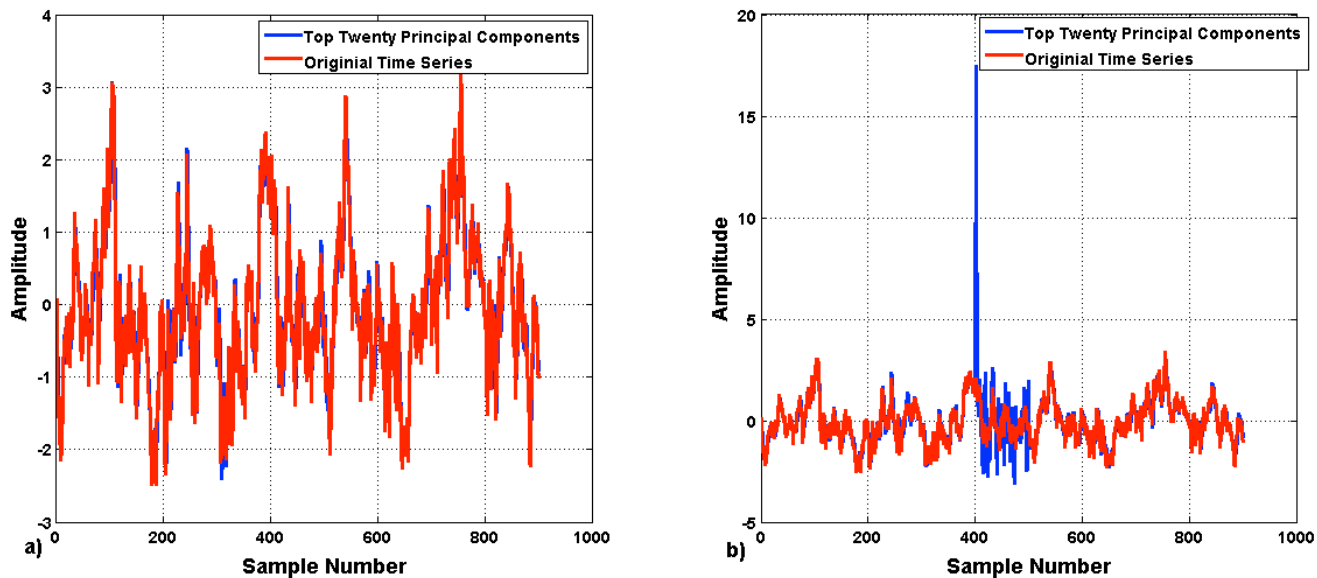 4
3
2
1
0
-1
-2
-3
Amplitude
Top Twenty Principal Components
Originial Time Series
0
200
400
600
800
1000
Sample Number
a)
20
15
10
5
0
-5
Amplitude
Top Twenty Principal Components
Originial Time Series
0
200
400
600
800
1000
Sample Number
b)